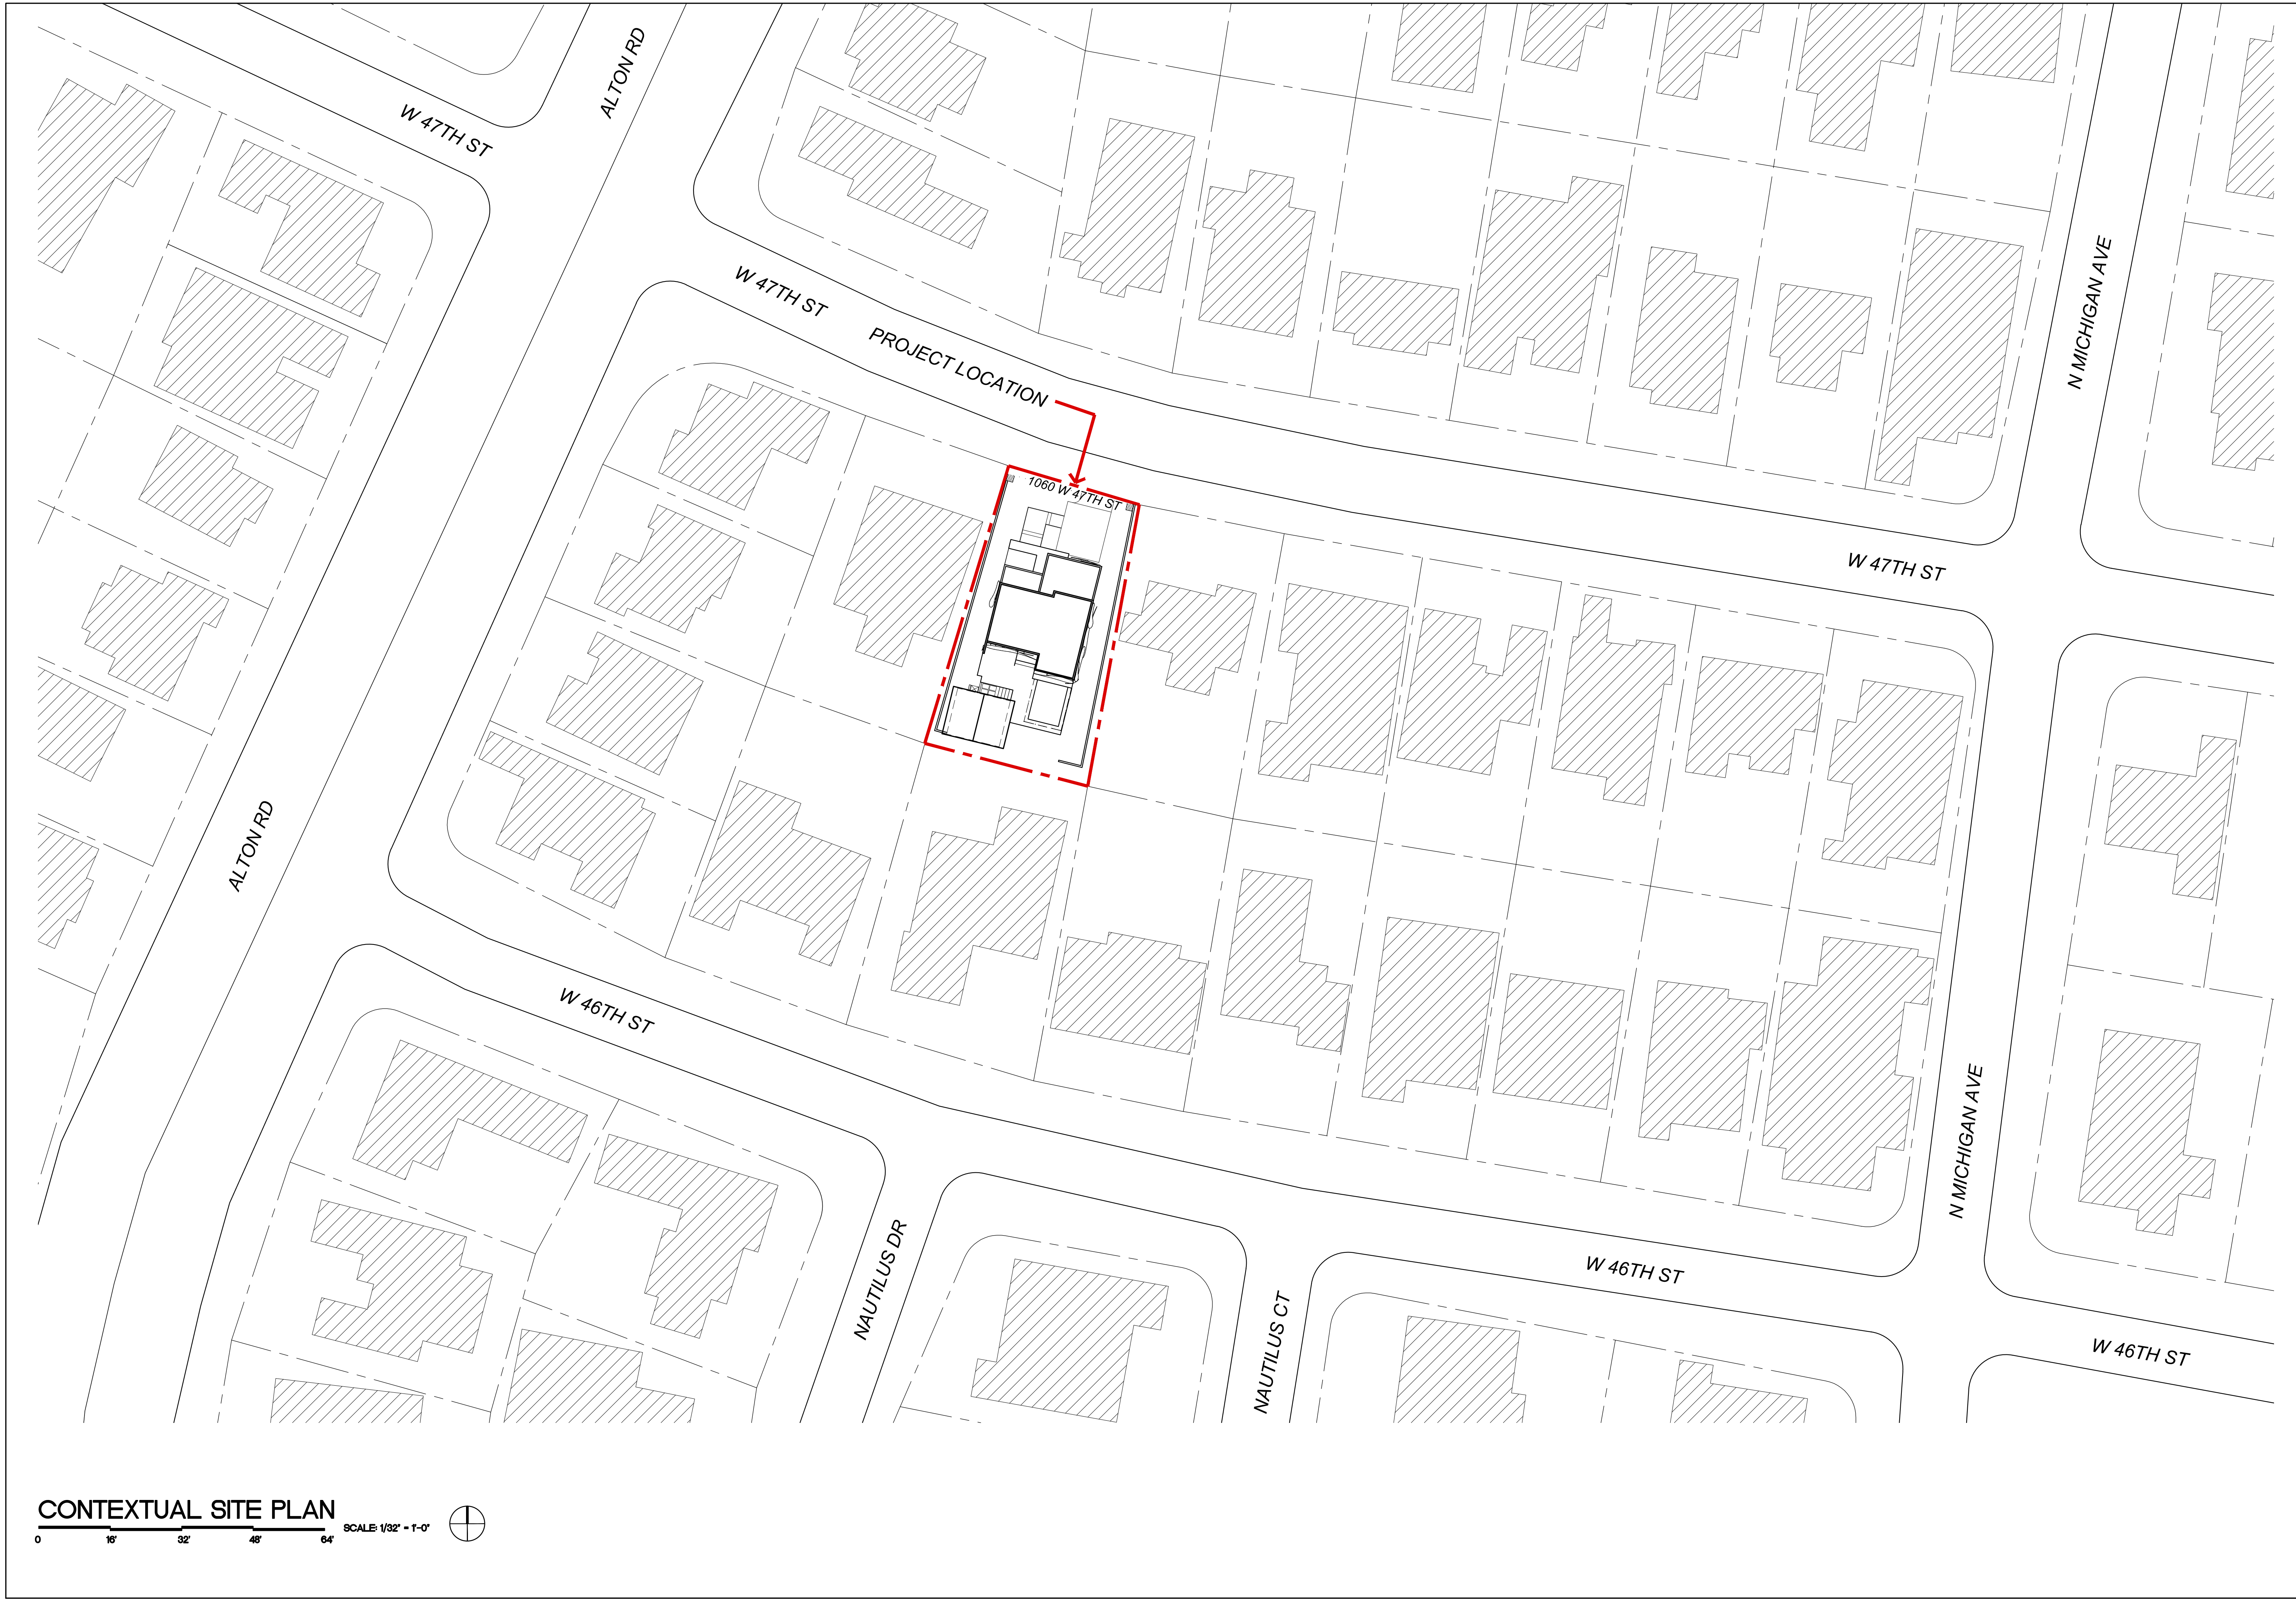 ALTON RD
W 47TH ST
N MICHIGAN AVE
W 47TH ST
PROJECT LOCATION
1060 W 47TH ST
W 47TH ST
ALTON RD
W 46TH ST
N MICHIGAN AVE
NAUTILUS DR
W 46TH ST
NAUTILUS CT
W 46TH ST
CONTEXTUAL SITE PLAN
SCALE: 1/32" = 1'-0"
0 16' 32' 48' 64'